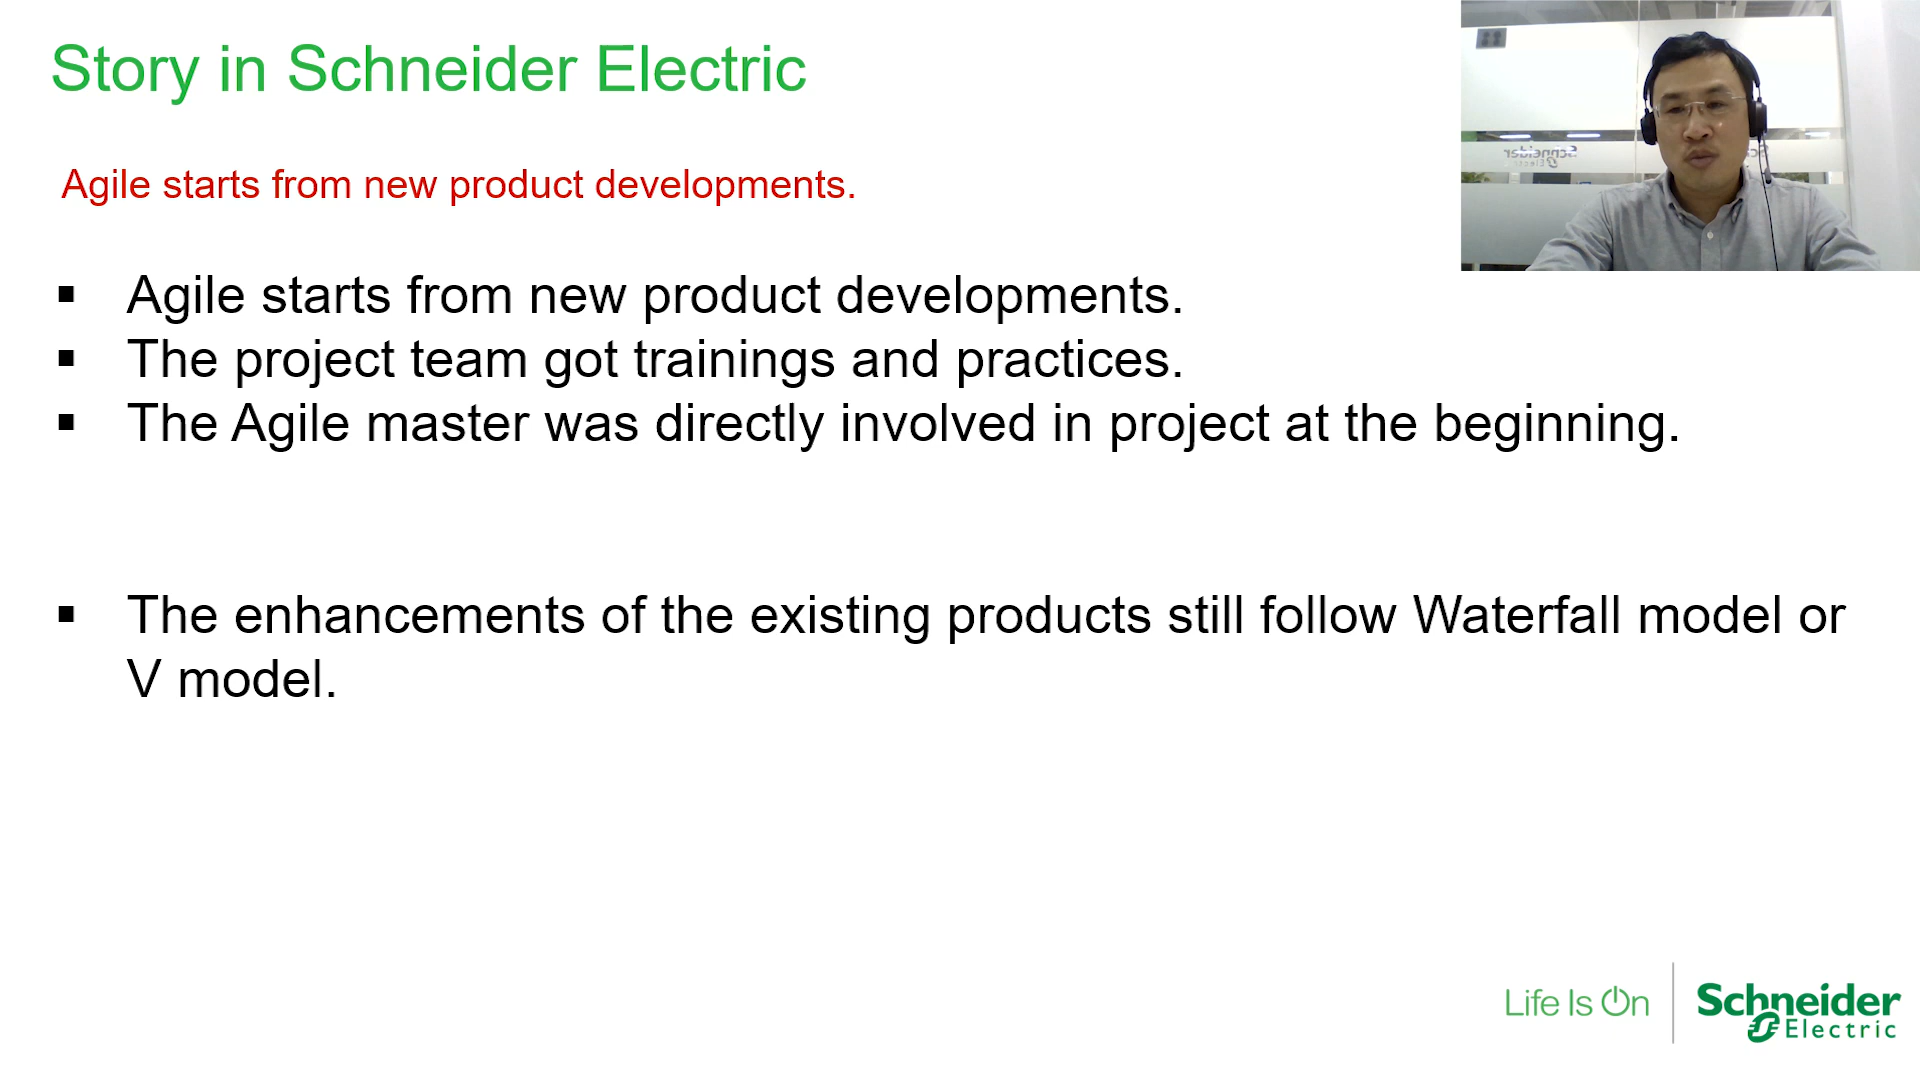 Story in Schneider Electric
Agile starts from new product developments.
▪ Agile starts from new product developments.
▪ The project team got trainings and practices.
▪ The Agile master was directly involved in project at the beginning.
▪ The enhancements of the existing products still follow Waterfall model or
V model.
Schneider
Electric
Life Is On
Schneider
Electric